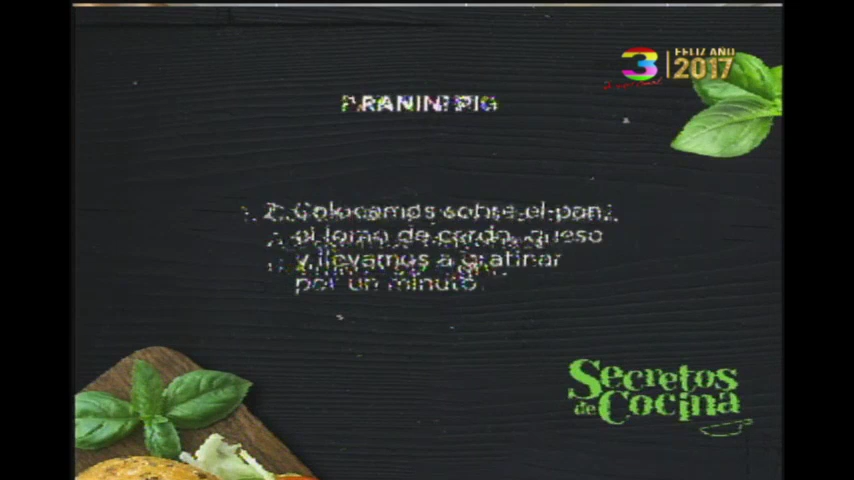 3
FELIZ AÑO
2017
2. Colocamos sobre el pan,
el lomo de cerdo, queso
y llevamos a gratinar
por un minuto
Secretos
de Cocina